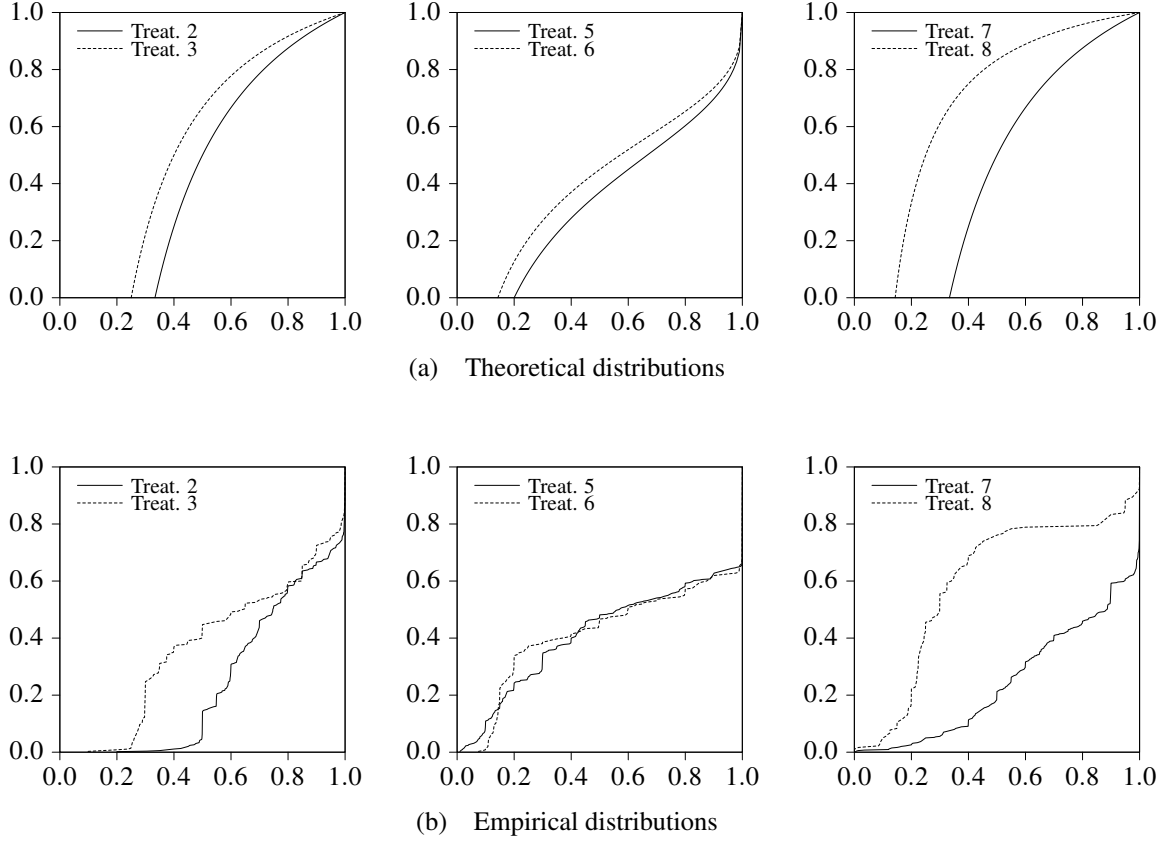 1.0 1.0 1.0
Treat. 2 Treat. 5 Treat. 7
Treat. 3 Treat. 6 Treat. 8
0.8 0.8 0.8
0.6 0.6 0.6
0.4 0.4 0.4
0.2 0.2 0.2
0.0 0.0 0.0
0.0 0.2 0.4 0.6 0.8 1.0 0.0 0.2 0.4 0.6 0.8 1.0 0.0 0.2 0.4 0.6 0.8 1.0
(a) Theoretical distributions
1.0 1.0 1.0
Treat. 2 Treat. 5 Treat. 7
Treat. 3 Treat. 6 Treat. 8
0.8 0.8 0.8
0.6 0.6 0.6
0.4 0.4 0.4
0.2 0.2 0.2
0.0 0.0 0.0
0.0 0.2 0.4 0.6 0.8 1.0 0.0 0.2 0.4 0.6 0.8 1.0 0.0 0.2 0.4 0.6 0.8 1.0
(b) Empirical distributions